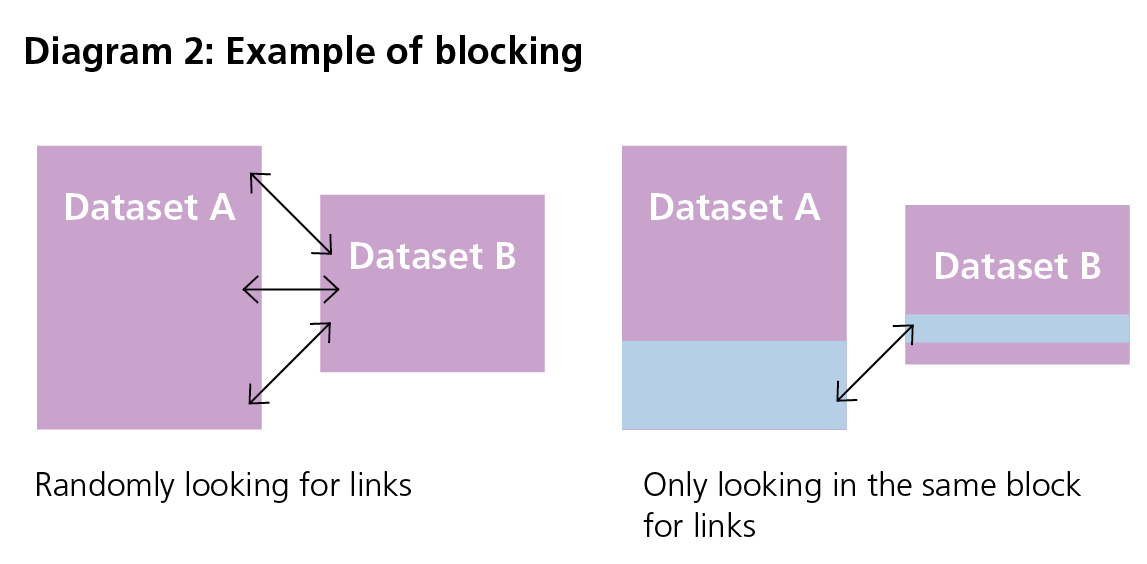 Diagram 2: Example of blocking
Dataset A
Dataset B
Randomly looking for links
Dataset A
Dataset B
Only looking in the same block
for links